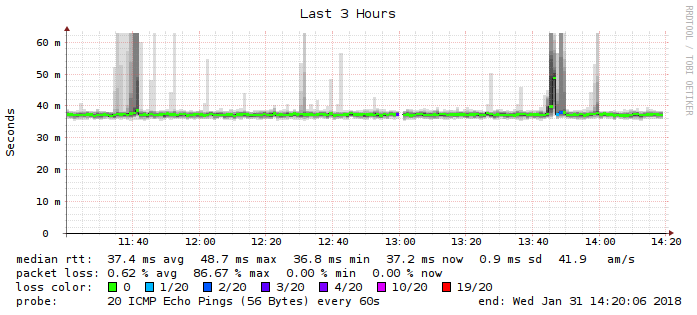 Last 3 Hours
RRDTOOL / TOBI OETIKER
Seconds
60 m
50 m
40 m
30 m
20 m
10 m
0
11:40 12:00 12:20 12:40 13:00 13:20 13:40 14:00 14:20
median rtt: 37.4 ms avg 48.7 ms max 36.8 ms min 37.2 ms now 0.9 ms sd 41.9 am/s
packet loss: 0.62 % avg 86.67 % max 0.00 % min 0.00 % now
loss color: 0 1/20 2/20 3/20 4/20 10/20 19/20
probe: 20 ICMP Echo Pings (56 Bytes) every 60s end: Wed Jan 31 14:20:06 2018